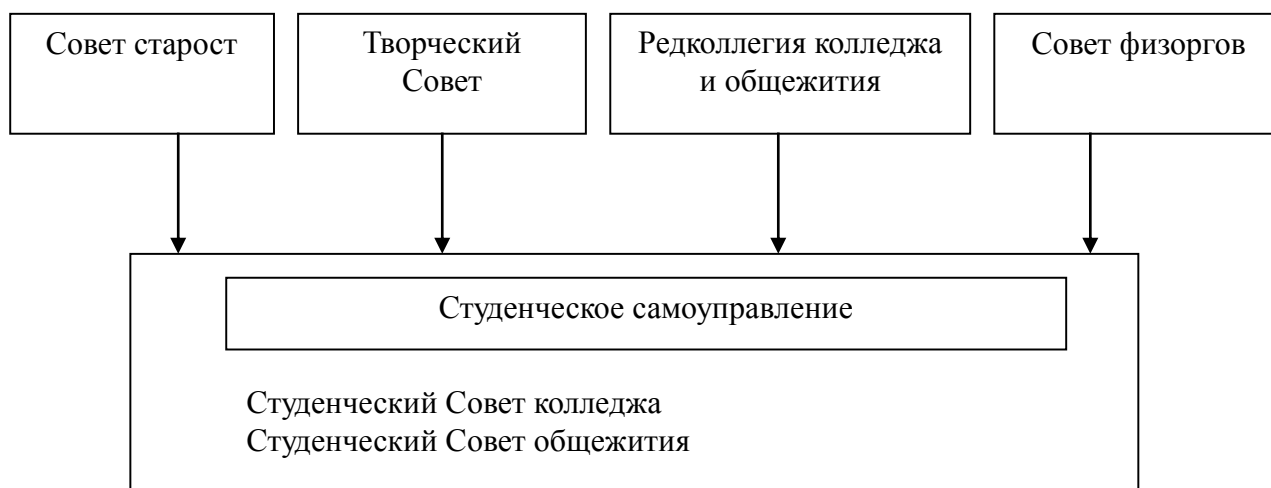 Совет старост
Творческий
Совет
Редколлегия колледжа
и общежития
Совет физоргов
Студенческое самоуправление
Студенческий Совет колледжа
Студенческий Совет общежития